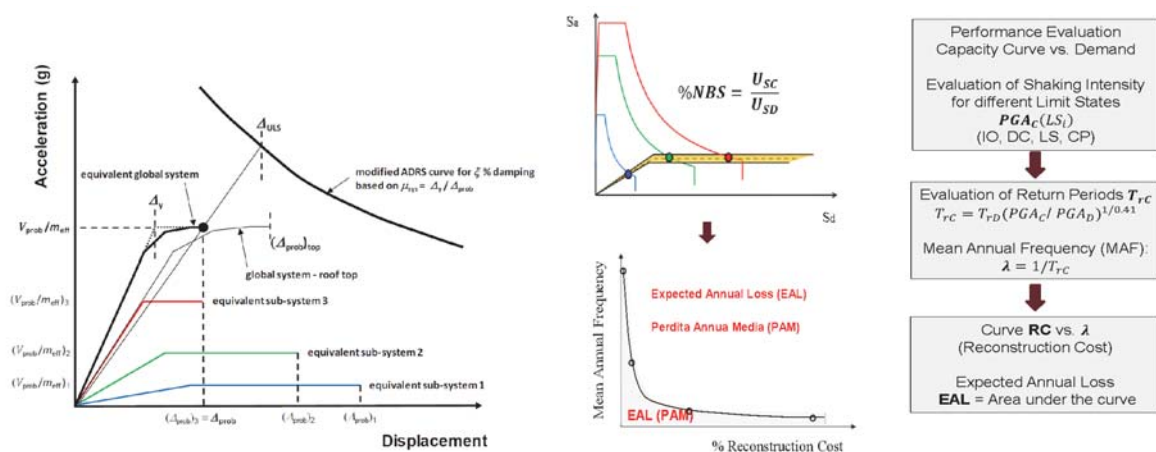 Acceleration (g)
Δ_ULS
equivalent global system
modified ADRS curve for ξ % damping
based on μ_sys = Δ_y / Δ_prob
Δ_y
V_prob/m_eff
(Δ_prob)_top
global system - roof top
(V_prob/m_eff)_3
equivalent sub-system 3
(V_prob/m_eff)_2
equivalent sub-system 2
(V_prob/m_eff)_1
equivalent sub-system 1
(Δ_prob)_3 = Δ_prob
(Δ_prob)_2
(Δ_prob)_1
Displacement
Sa
%NBS = U_SC / U_SD
Sd
Mean Annual Frequency
Expected Annual Loss (EAL)
Perdita Annua Media (PAM)
EAL (PAM)
% Reconstruction Cost
Performance Evaluation
Capacity Curve vs. Demand
Evaluation of Shaking Intensity
for different Limit States
PGA_C(LS_i)
(IO, DC, LS, CP)
Evaluation of Return Periods T_rC
T_rC = T_rD(PGA_C/ PGA_D)^1/0.41
Mean Annual Frequency (MAF):
λ = 1/T_rC
Curve RC vs. λ
(Reconstruction Cost)
Expected Annual Loss
EAL = Area under the curve